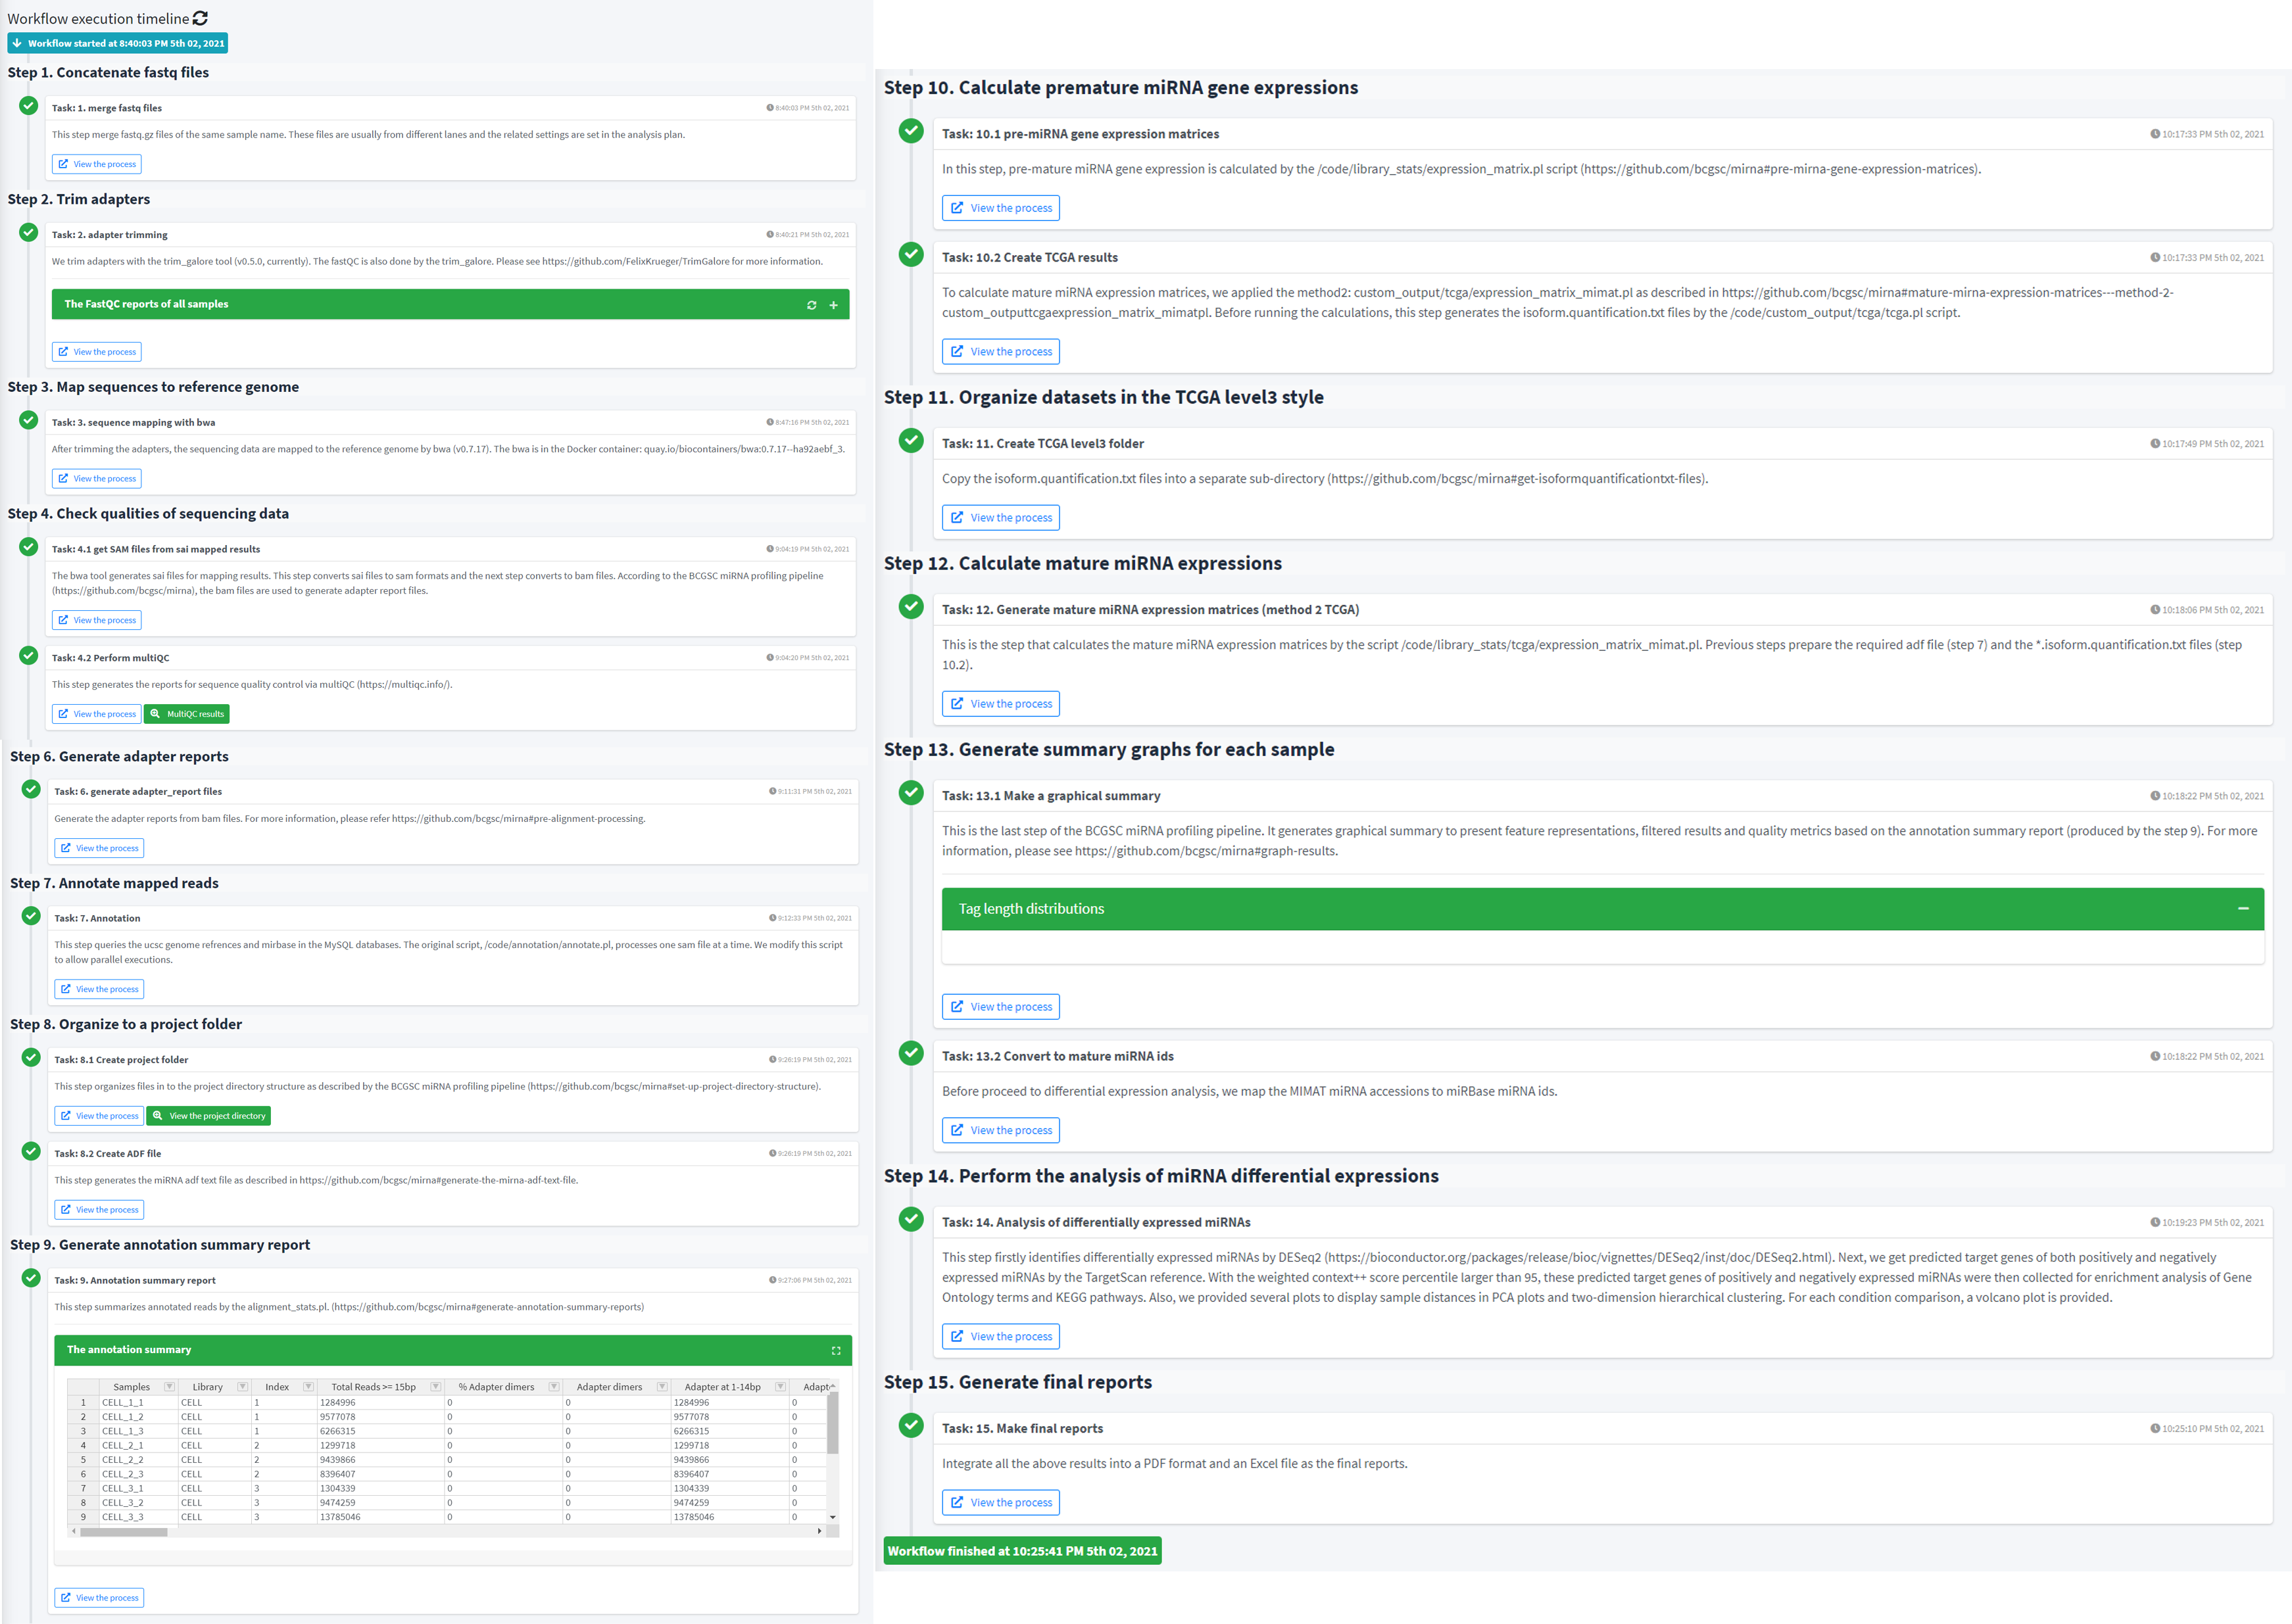 Workflow execution timeline
Workflow started at 8:40:03 PM 5th 02, 2021
Step 1. Concatenate fastq files
Task: 1. merge fastq files
8:40:03 PM 5th 02, 2021
This step merge fastq.gz files of the same sample name. These files are usually from different lanes and the related settings are set in the analysis plan.
View the process
Step 2. Trim adapters
Task: 2. adapter trimming
8:40:21 PM 5th 02, 2021
We trim adapters with the trim_galore tool (v0.5.0, currently). The fastQC is also done by the trim_galore. Please see https://github.com/FelixKrueger/TrimGalore for more information.
The FastQC reports of all samples
View the process
Step 3. Map sequences to reference genome
Task: 3. sequence mapping with bwa
8:47:16 PM 5th 02, 2021
After trimming the adapters, the sequencing data are mapped to the reference genome by bwa (v0.7.17). The bwa is in the Docker container: quay.io/biocontainers/bwa:0.7.17--ha92aebf_3.
View the process
Step 4. Check qualities of sequencing data
Task: 4.1 get SAM files from sai mapped results
9:04:19 PM 5th 02, 2021
The bwa tool generates sai files for mapping results. This step converts sai files to sam formats and the next step converts to bam files. According to the BCGSC miRNA profiling pipeline
(https://github.com/bcgsc/mirna), the bam files are used to generate adapter report files.
View the process
Task: 4.2 Perform multiQC
9:04:20 PM 5th 02, 2021
This step generates the reports for sequence quality control via multiQC (https://multiqc.info/).
View the process
MultiQC results
Step 6. Generate adapter reports
Task: 6. generate adapter_report files
9:11:31 PM 5th 02, 2021
Generate the adapter reports from bam files. For more information, please refer https://github.com/bcgsc/mirna#pre-alignment-processing.
View the process
Step 7. Annotate mapped reads
Task: 7. Annotation
9:12:33 PM 5th 02, 2021
This step queries the ucsc genome refrences and mirbase in the MySQL databases. The original script, /code/annotation/annotate.pl, processes one sam file at a time. We modify this script
to allow parallel executions.
View the process
Step 8. Organize to a project folder
Task: 8.1 Create project folder
9:26:19 PM 5th 02, 2021
This step organizes files in to the project directory structure as described by the BCGSC miRNA profiling pipeline (https://github.com/bcgsc/mirna#set-up-project-directory-structure).
View the process
View the project directory
Task: 8.2 Create ADF file
9:26:19 PM 5th 02, 2021
This step generates the miRNA adf text file as described in https://github.com/bcgsc/mirna#generate-the-mirna-adf-text-file.
View the process
Step 9. Generate annotation summary report
Task: 9. Annotation summary report
9:27:06 PM 5th 02, 2021
This step summarizes annotated reads by the alignment_stats.pl. (https://github.com/bcgsc/mirna#generate-annotation-summary-reports)
The annotation summary
Samples Library Index Total Reads >= 15bp % Adapter dimers Adapter dimers Adapter at 1-14bp Adapt
1 CELL_1_1 CELL 1 1284996 0 0 1284996 0
2 CELL_1_2 CELL 1 9577078 0 0 9577078 0
3 CELL_1_3 CELL 1 6266315 0 0 6266315 0
4 CELL_2_1 CELL 2 1299718 0 0 1299718 0
5 CELL_2_2 CELL 2 9439866 0 0 9439866 0
6 CELL_2_3 CELL 2 8396407 0 0 8396407 0
7 CELL_3_1 CELL 3 1304339 0 0 1304339 0
8 CELL_3_2 CELL 3 9474259 0 0 9474259 0
9 CELL_3_3 CELL 3 13785046 0 0 13785046 0
View the process
Step 10. Calculate premature miRNA gene expressions
Task: 10.1 pre-miRNA gene expression matrices
10:17:33 PM 5th 02, 2021
In this step, pre-mature miRNA gene expression is calculated by the /code/library_stats/expression_matrix.pl script (https://github.com/bcgsc/mirna#pre-mirna-gene-expression-matrices).
View the process
Task: 10.2 Create TCGA results
10:17:33 PM 5th 02, 2021
To calculate mature miRNA expression matrices, we applied the method2: custom_output/tcga/expression_matrix_mimat.pl as described in https://github.com/bcgsc/mirna#mature-mirna-expression-matrices---method-2-
custom_outputtcgaexpression_matrix_mimatpl. Before running the calculations, this step generates the isoform.quantification.txt files by the /code/custom_output/tcga/tcga.pl script.
View the process
Step 11. Organize datasets in the TCGA level3 style
Task: 11. Create TCGA level3 folder
10:17:49 PM 5th 02, 2021
Copy the isoform.quantification.txt files into a separate sub-directory (https://github.com/bcgsc/mirna#get-isoformquantificationtxt-files).
View the process
Step 12. Calculate mature miRNA expressions
Task: 12. Generate mature miRNA expression matrices (method 2 TCGA)
10:18:06 PM 5th 02, 2021
This is the step that calculates the mature miRNA expression matrices by the script /code/library_stats/tcga/expression_matrix_mimat.pl. Previous steps prepare the required adf file (step 7) and the *.isoform.quantification.txt files (step
10.2).
View the process
Step 13. Generate summary graphs for each sample
Task: 13.1 Make a graphical summary
10:18:22 PM 5th 02, 2021
This is the last step of the BCGSC miRNA profiling pipeline. It generates graphical summary to present feature representations, filtered results and quality metrics based on the annotation summary report (produced by the step 9). For more
information, please see https://github.com/bcgsc/mirna#graph-results.
Tag length distributions
View the process
Task: 13.2 Convert to mature miRNA ids
10:18:22 PM 5th 02, 2021
Before proceed to differential expression analysis, we map the MIMAT miRNA accessions to miRBase miRNA ids.
View the process
Step 14. Perform the analysis of miRNA differential expressions
Task: 14. Analysis of differentially expressed miRNAs
10:19:23 PM 5th 02, 2021
This step firstly identifies differentially expressed miRNAs by DESeq2 (https://bioconductor.org/packages/release/bioc/vignettes/DESeq2/inst/doc/DESeq2.html). Next, we get predicted target genes of both positively and negatively
expressed miRNAs by the TargetScan reference. With the weighted context++ score percentile larger than 95, these predicted target genes of positively and negatively expressed miRNAs were then collected for enrichment analysis of Gene
Ontology terms and KEGG pathways. Also, we provided several plots to display sample distances in PCA plots and two-dimension hierarchical clustering. For each condition comparison, a volcano plot is provided.
View the process
Step 15. Generate final reports
Task: 15. Make final reports
10:25:10 PM 5th 02, 2021
Integrate all the above results into a PDF format and an Excel file as the final reports.
View the process
Workflow finished at 10:25:41 PM 5th 02, 2021